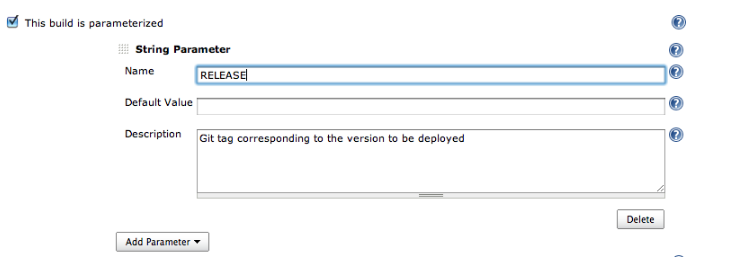 This build is parameterized
String Parameter
Name
RELEASE
Default Value
Description
Git tag corresponding to the version to be deployed
Delete
Add Parameter